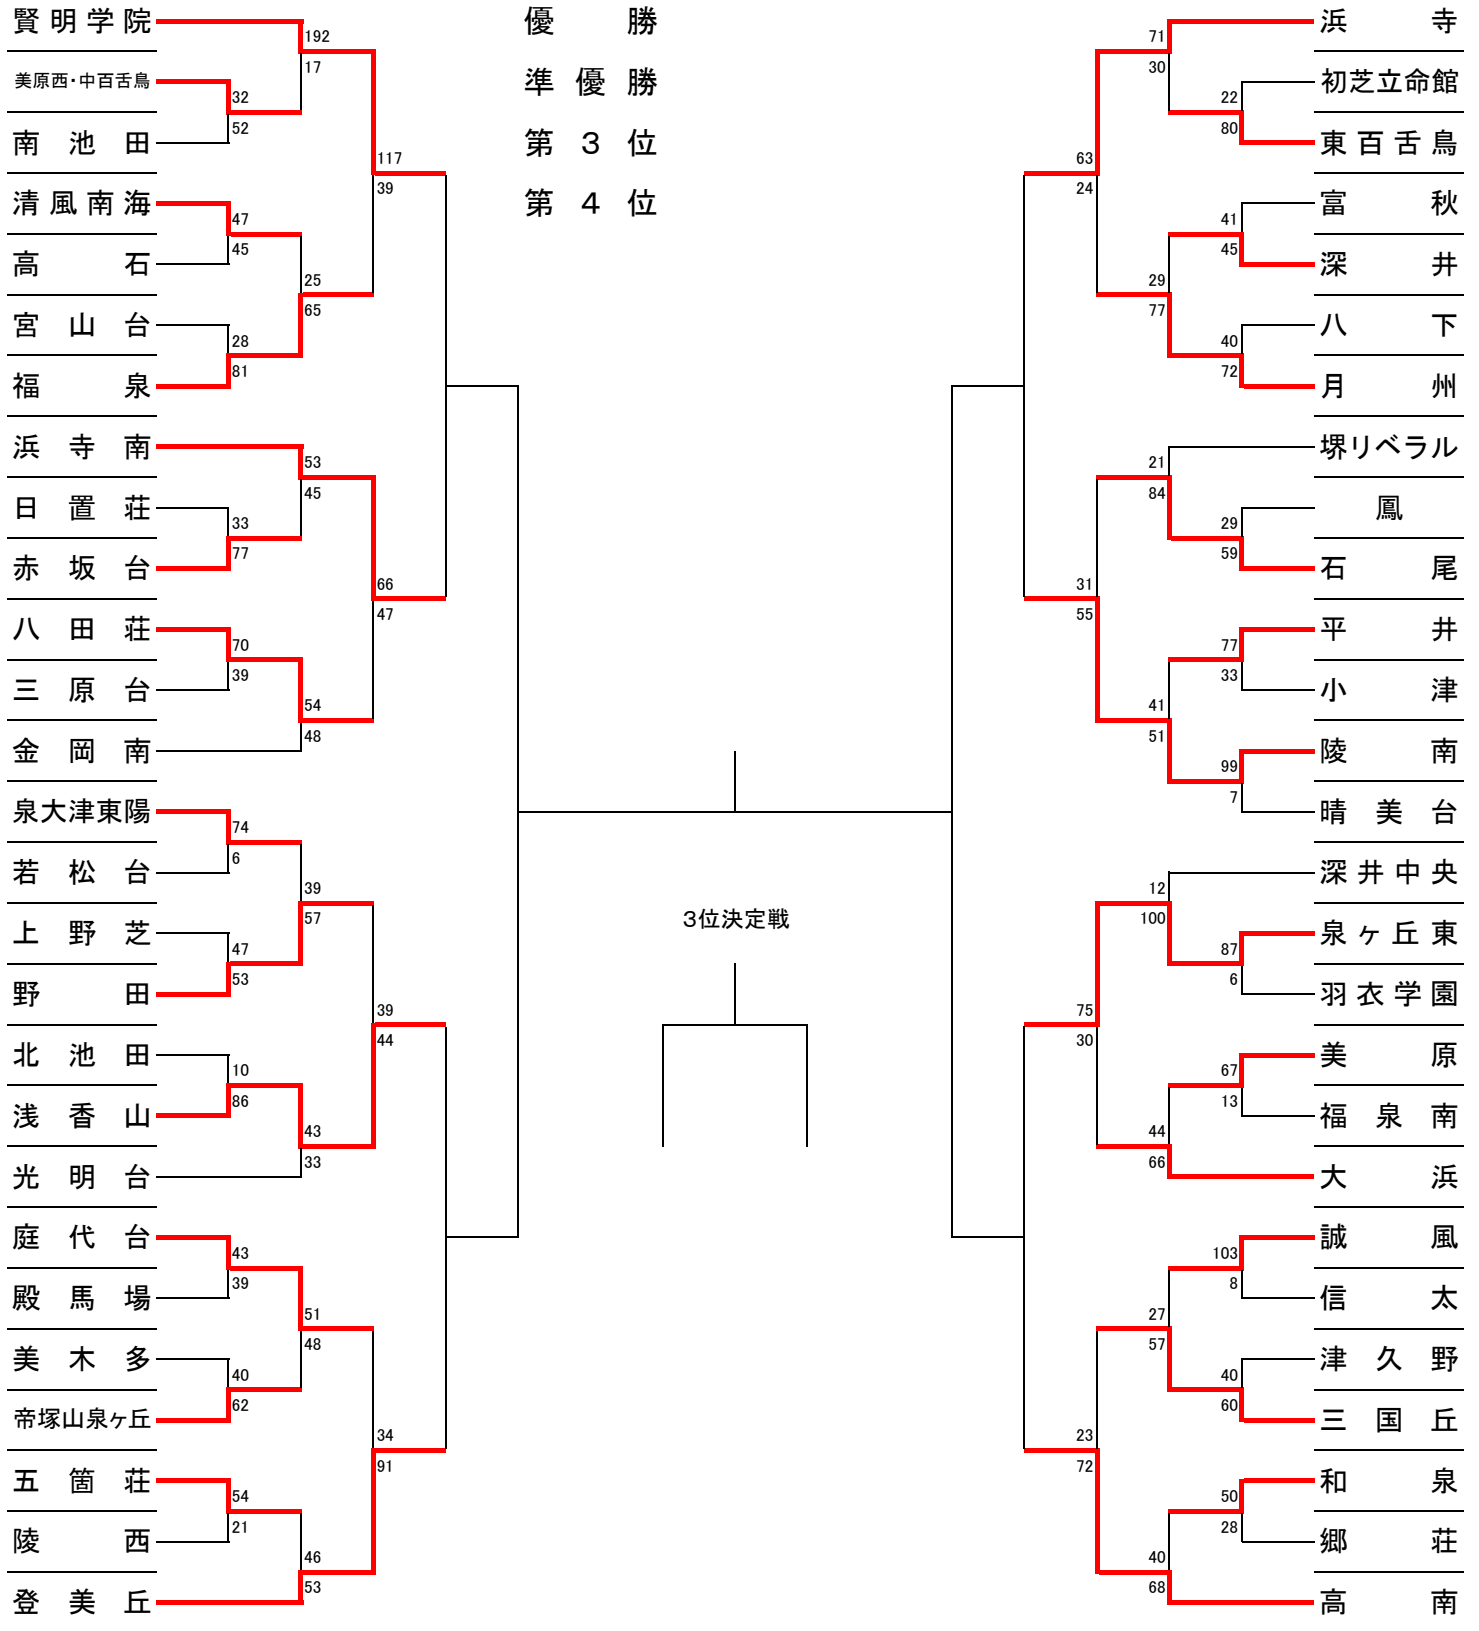 優勝
準優勝
第３位
第４位
賢明学院
192
17
美原西・中百舌鳥
32
52
南池田
117
39
清風南海
47
45
高石
25
65
宮山台
28
81
福泉
浜寺南
53
45
日置荘
33
77
赤坂台
66
47
八田荘
70
39
三原台
54
48
金岡南
泉大津東陽
74
6
若松台
39
57
上野芝
47
53
野田
39
44
北池田
10
86
浅香山
43
33
光明台
庭代台
43
39
殿馬場
51
48
美木多
40
62
帝塚山泉ヶ丘
34
91
五箇荘
54
21
陵西
46
53
登美丘
3位決定戦
浜寺
71
30
初芝立命館
22
80
東百舌鳥
63
24
富秋
41
45
深井
29
77
八下
40
72
月州
堺リベラル
21
84
鳳
29
59
石尾
31
55
平井
77
33
小津
41
51
陵南
99
7
晴美台
深井中央
12
100
泉ヶ丘東
87
6
羽衣学園
75
30
美原
67
13
福泉南
44
66
大浜
誠風
103
8
信太
27
57
津久野
40
60
三国丘
23
72
和泉
50
28
郷荘
40
68
高南